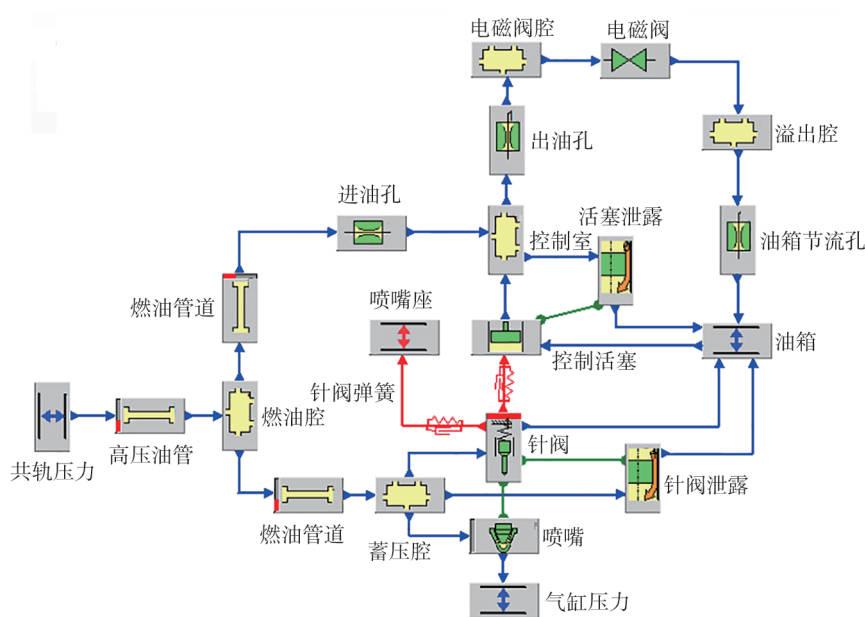 电磁阀腔
电磁阀
出油孔
溢出腔
进油孔
控制室
活塞泄露
油箱节流孔
燃油管道
喷嘴座
控制活塞
油箱
针阀弹簧
燃油腔
针阀
共轨压力
高压油管
针阀泄露
燃油管道
蓄压腔
喷嘴
气缸压力